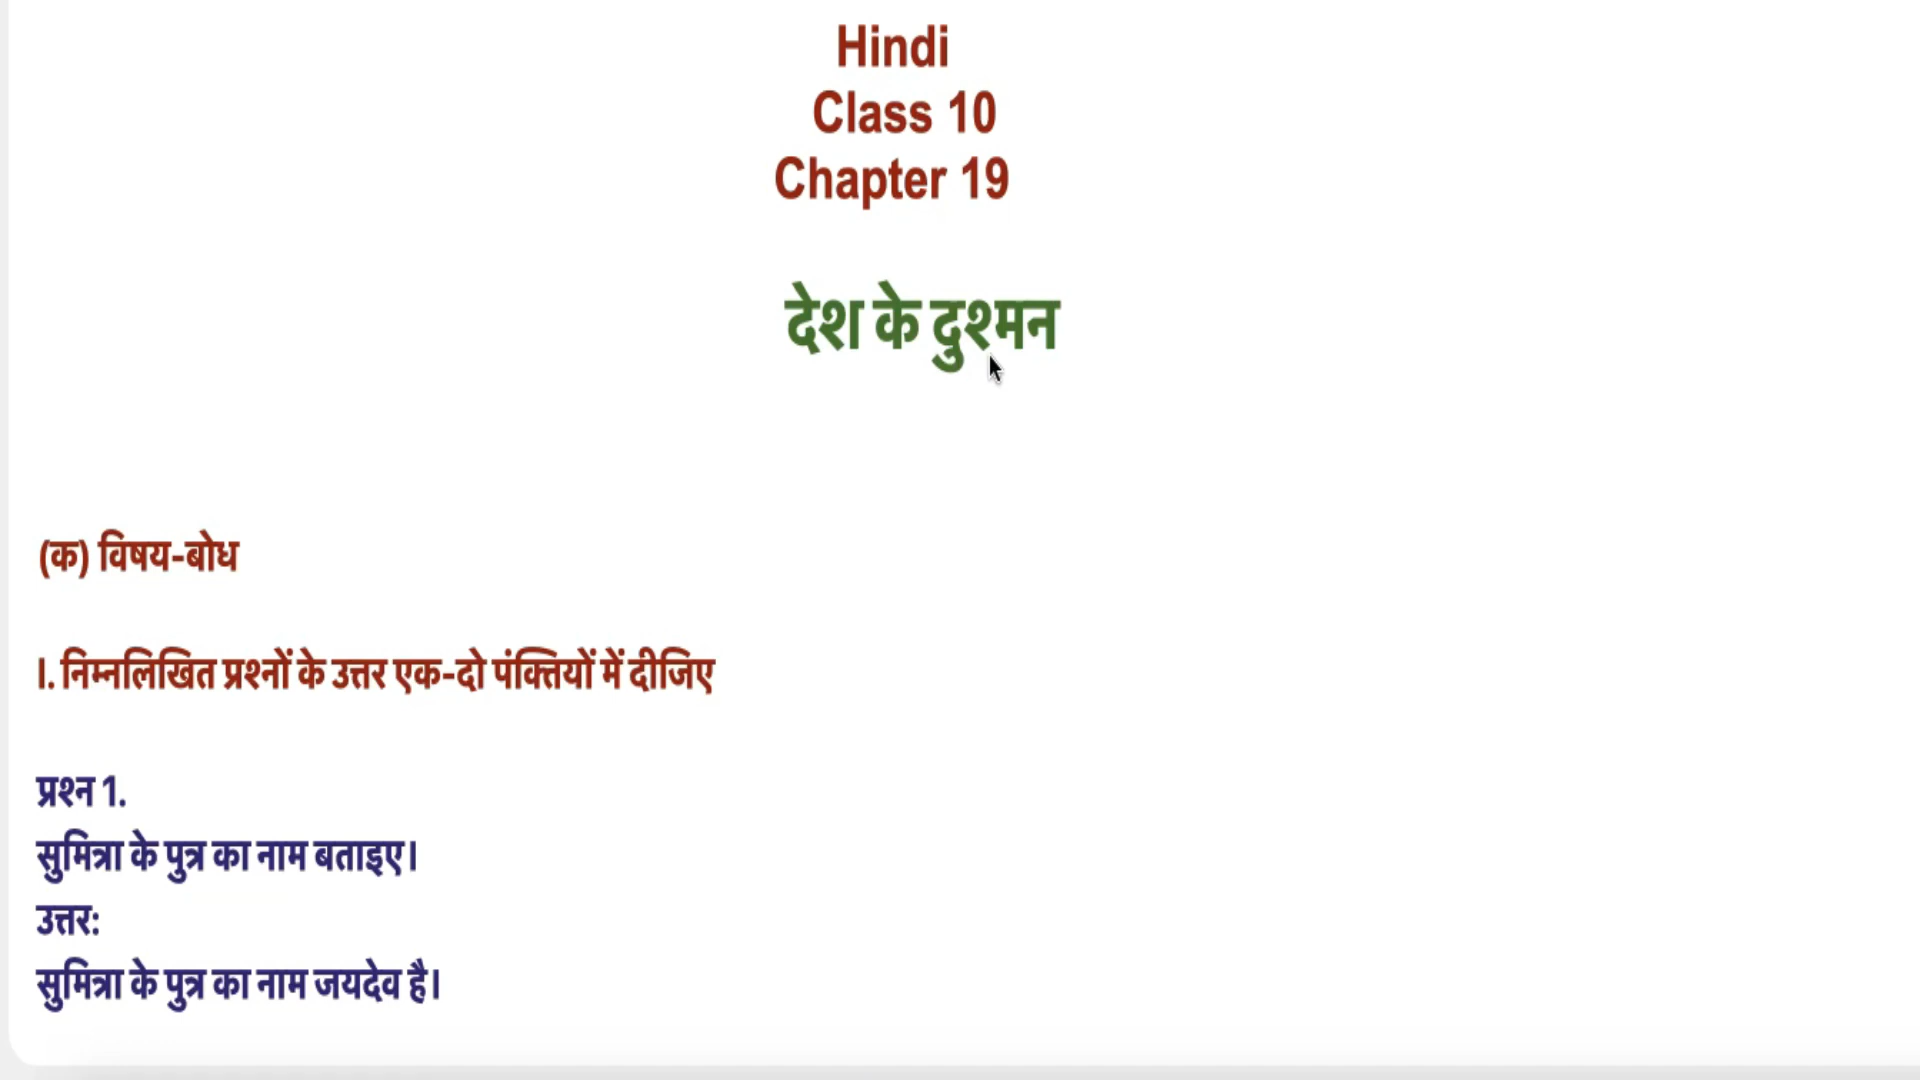 Hindi
Class 10
Chapter 19
देश के दुश्मन
(क) विषय-बोध
I. निम्नलिखित प्रश्नों के उत्तर एक-दो पंक्तियों में दीजिए
प्रश्न 1.
सुमित्रा के पुत्र का नाम बताइए।
उत्तर:
सुमित्रा के पुत्र का नाम जयदेव है।